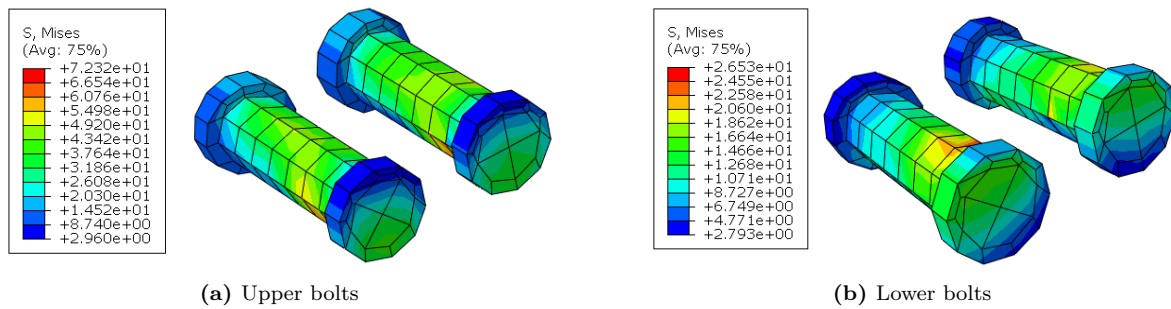 S, Mises
(Avg: 75%)
+7.232e+01
+6.654e+01
+6.076e+01
+5.498e+01
+4.920e+01
+4.342e+01
+3.764e+01
+3.186e+01
+2.608e+01
+2.030e+01
+1.452e+01
+8.740e+00
+2.960e+00
(a) Upper bolts
S, Mises
(Avg: 75%)
+2.653e+01
+2.455e+01
+2.258e+01
+2.060e+01
+1.862e+01
+1.664e+01
+1.466e+01
+1.268e+01
+1.071e+01
+8.727e+00
+6.749e+00
+4.771e+00
+2.793e+00
(b) Lower bolts